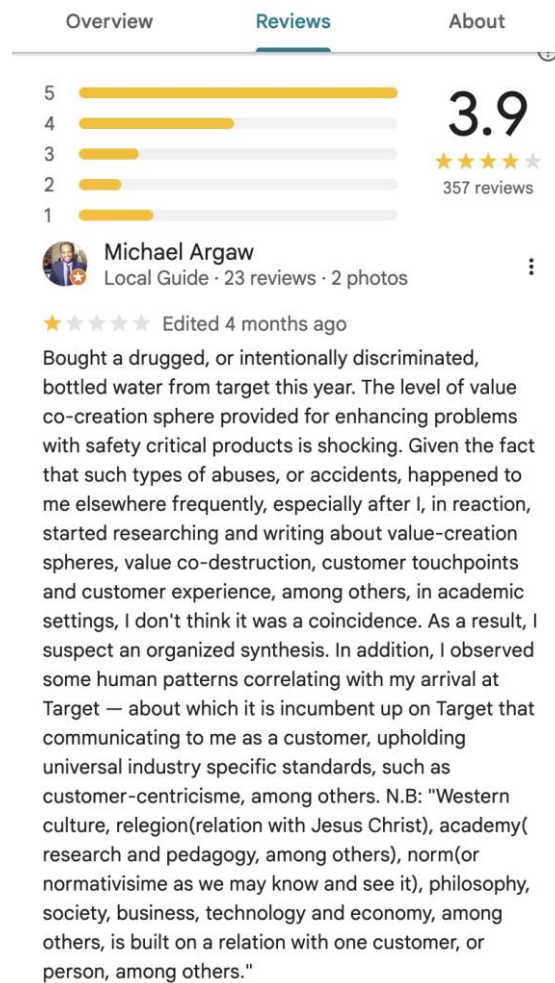 Overview Reviews About
5
4
3
2
1
3.9
357 reviews
Michael Argaw
Local Guide · 23 reviews · 2 photos
Edited 4 months ago
Bought a drugged, or intentionally discriminated,
bottled water from target this year. The level of value
co-creation sphere provided for enhancing problems
with safety critical products is shocking. Given the fact
that such types of abuses, or accidents, happened to
me elsewhere frequently, especially after I, in reaction,
started researching and writing about value-creation
spheres, value co-destruction, customer touchpoints
and customer experience, among others, in academic
settings, I don't think it was a coincidence. As a result, I
suspect an organized synthesis. In addition, I observed
some human patterns correlating with my arrival at
Target — about which it is incumbent up on Target that
communicating to me as a customer, upholding
universal industry specific standards, such as
customer-centricisme, among others. N.B: "Western
culture, relegion(relation with Jesus Christ), academy(
research and pedagogy, among others), norm(or
normativisime as we may know and see it), philosophy,
society, business, technology and economy, among
others, is built on a relation with one customer, or
person, among others."